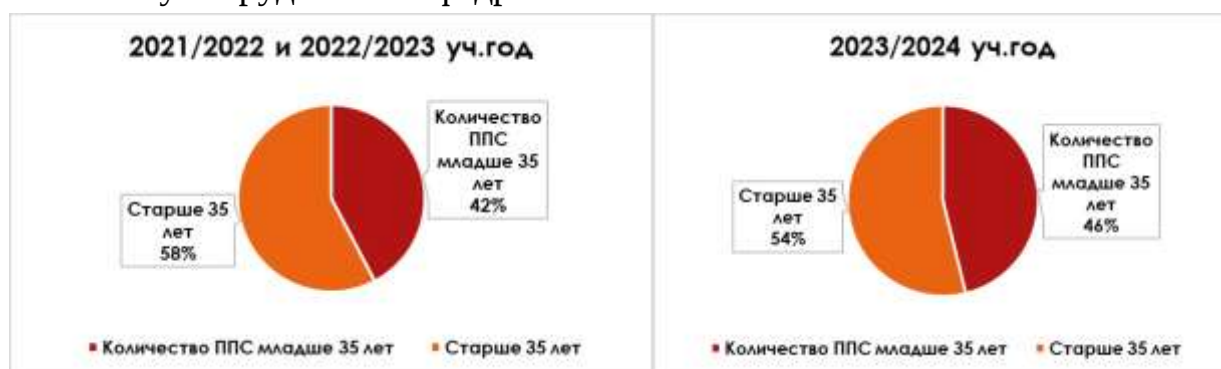 2021/2022 и 2022/2023 уч.год
Количество
ППС
младше 35
лет
42%
Старше 35
лет
58%
Количество ППС младше 35 лет
Старше 35 лет
2023/2024 уч.год
Количество
ППС
младше 35
лет
46%
Старше 35
лет
54%
Количество ППС младше 35 лет
Старше 35 лет